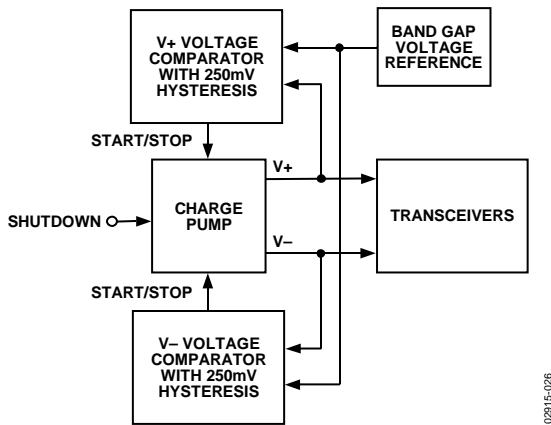 V+ VOLTAGE
COMPARATOR
WITH 250mV
HYSTERESIS
BAND GAP
VOLTAGE
REFERENCE
START/STOP
V+
SHUTDOWN
CHARGE
PUMP
TRANSCEIVERS
V–
START/STOP
V– VOLTAGE
COMPARATOR
WITH 250mV
HYSTERESIS
02915-026